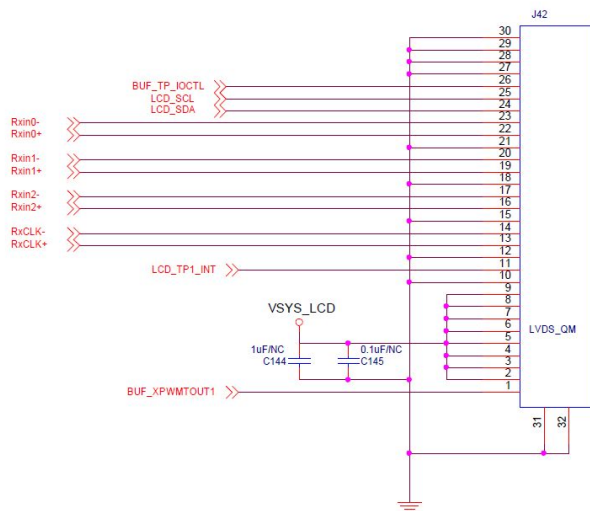 J42
30
29
28
27
BUF_TP_IOCTL 26
LCD_SCL 25
LCD_SDA 24
Rxin0- 23
Rxin0+ 22
21
Rxin1- 20
Rxin1+ 19
18
Rxin2- 17
Rxin2+ 16
15
RxCLK- 14
RxCLK+ 13
12
LCD_TP1_INT 11
10
9
8
VSYS_LCD 7
6
LVDS_QM
5
1uF/NC 0.1uF/NC 4
C144 C145 3
2
BUF_XPWMTOUT1 1
31 32